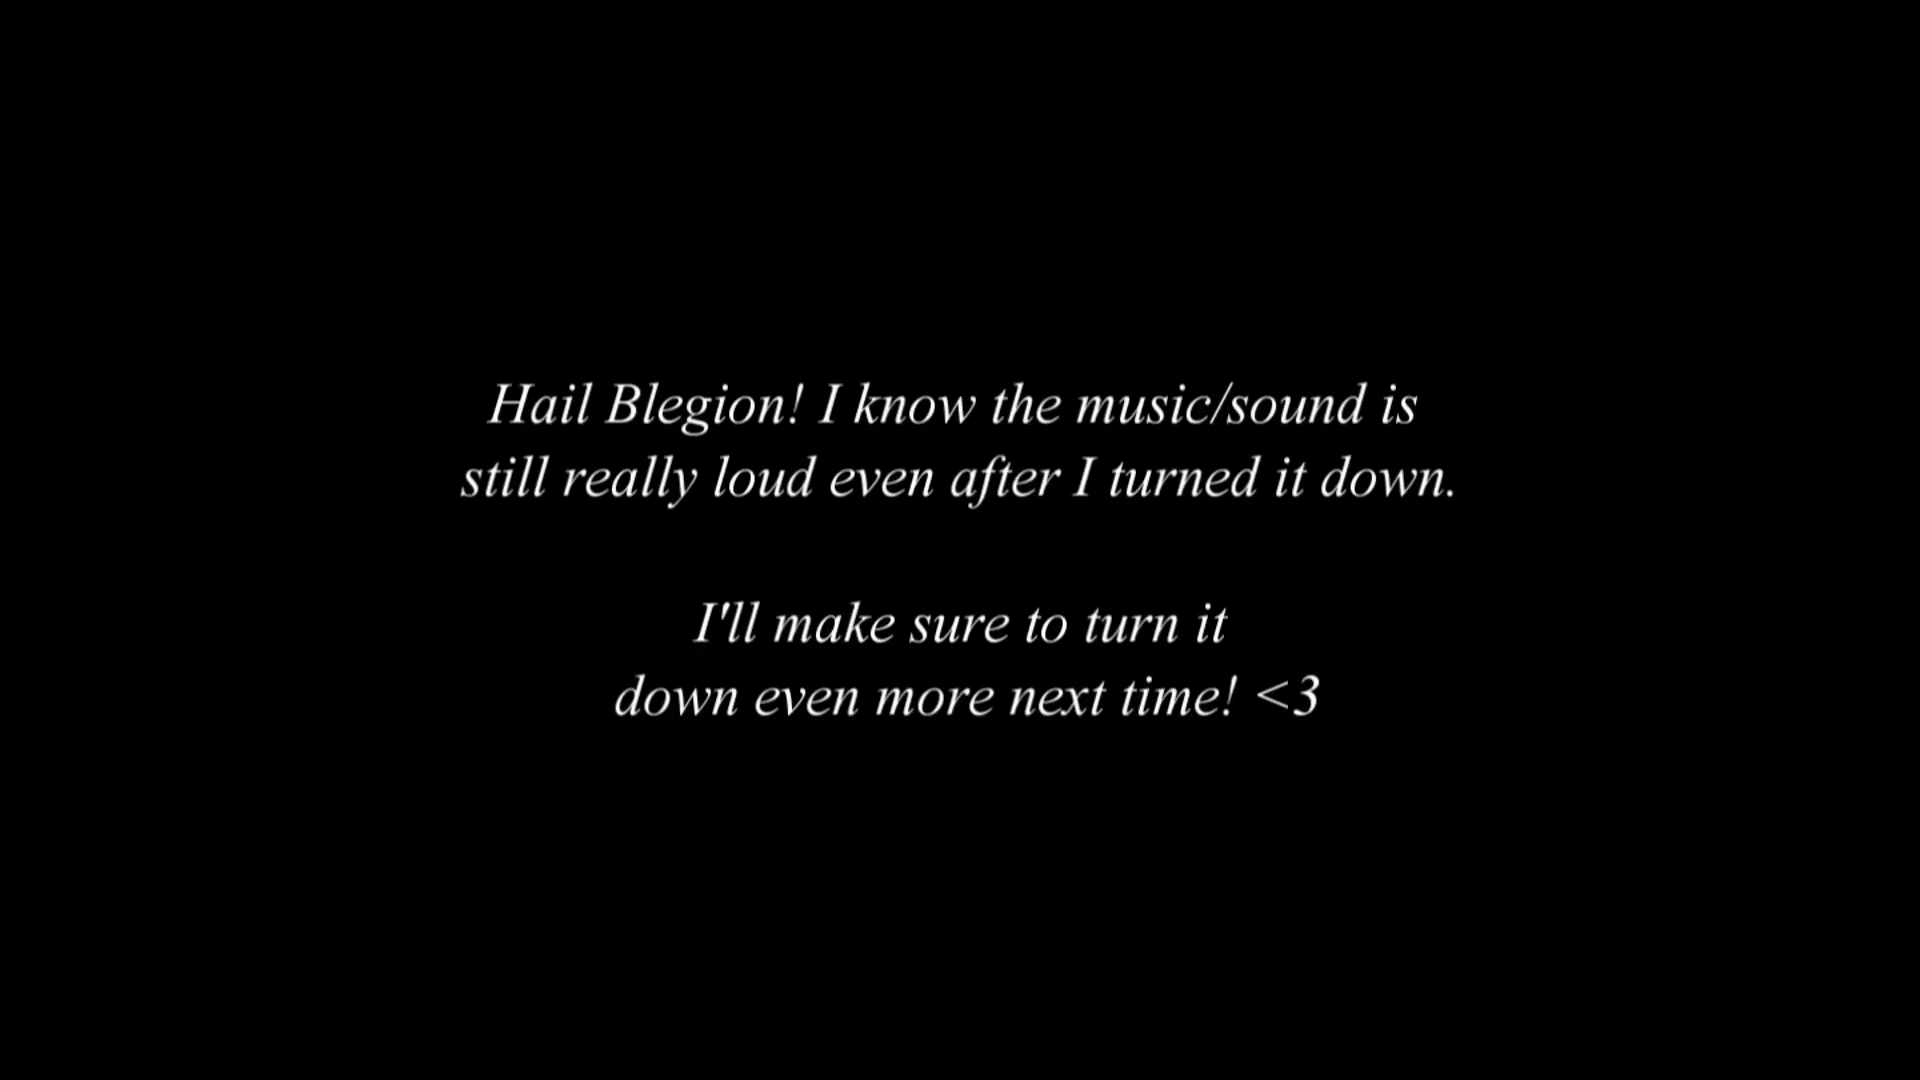 Hail Blegion! I know the music/sound is
still really loud even after I turned it down.
I'll make sure to turn it
down even more next time! <3